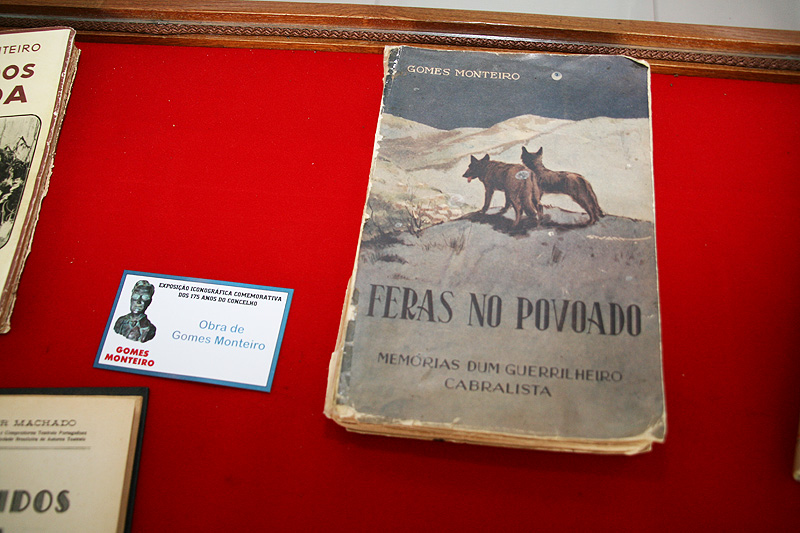 GOMES MONTEIRO
FERAS NO POVOADO
MEMÓRIAS DUM GUERRILHEIRO
CABRALISTA
EXPOSIÇÃO ICONOGRÁFICA COMEMORATIVA
DOS 175 ANOS DO CONCELHO
Obra de
Gomes Monteiro
GOMES
MONTEIRO
NTEIRO
OS
DA
R MACHADO
DOS